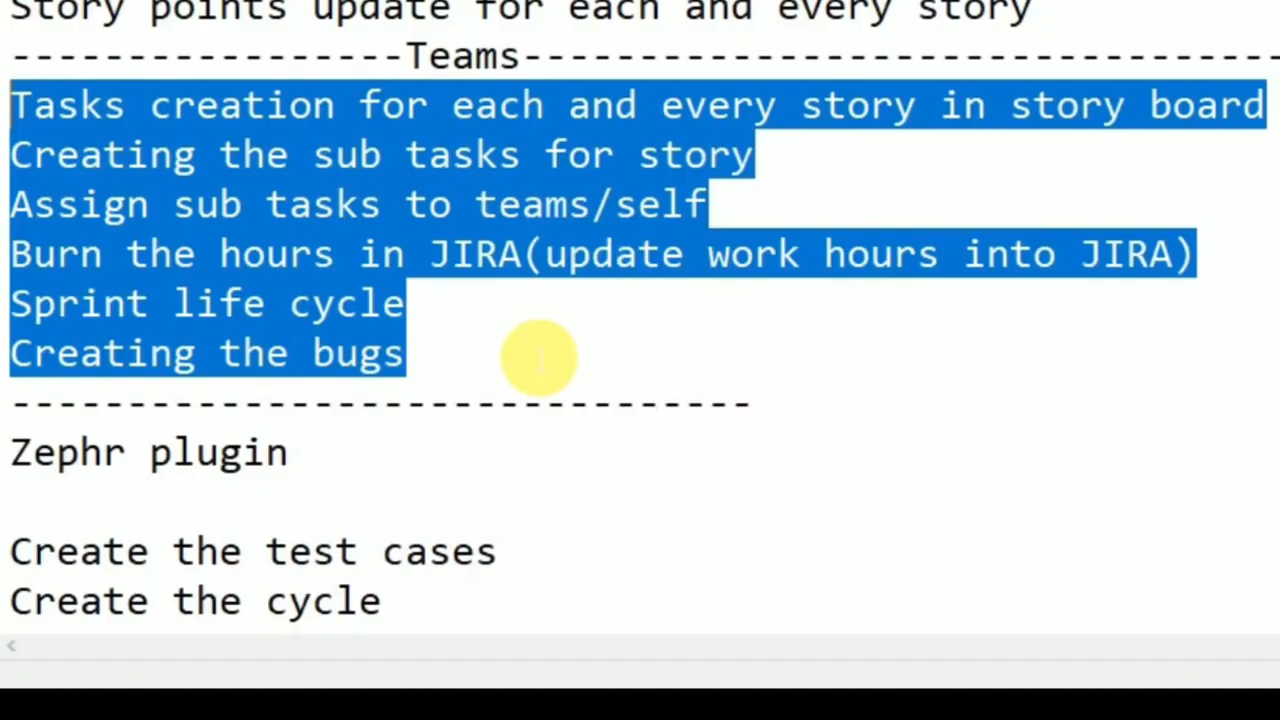 Story points update for each and every story
-----------------Teams---------------------------------
Tasks creation for each and every story in story board
Creating the sub tasks for story
Assign sub tasks to teams/self
Burn the hours in JIRA(update work hours into JIRA)
Sprint life cycle
Creating the bugs
--------------------------------
Zephr plugin
Create the test cases
Create the cycle